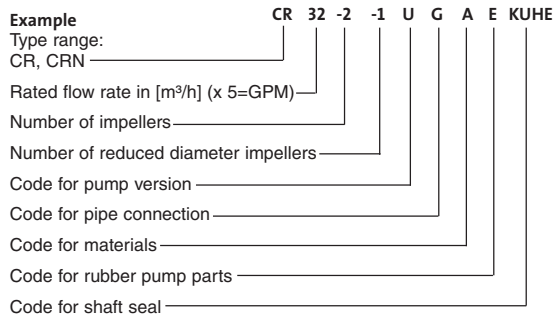 Example CR 32 -2 -1 U G A E KUHE
Type range:
CR, CRN
Rated flow rate in [m³/h] (x 5=GPM)
Number of impellers
Number of reduced diameter impellers
Code for pump version
Code for pipe connection
Code for materials
Code for rubber pump parts
Code for shaft seal